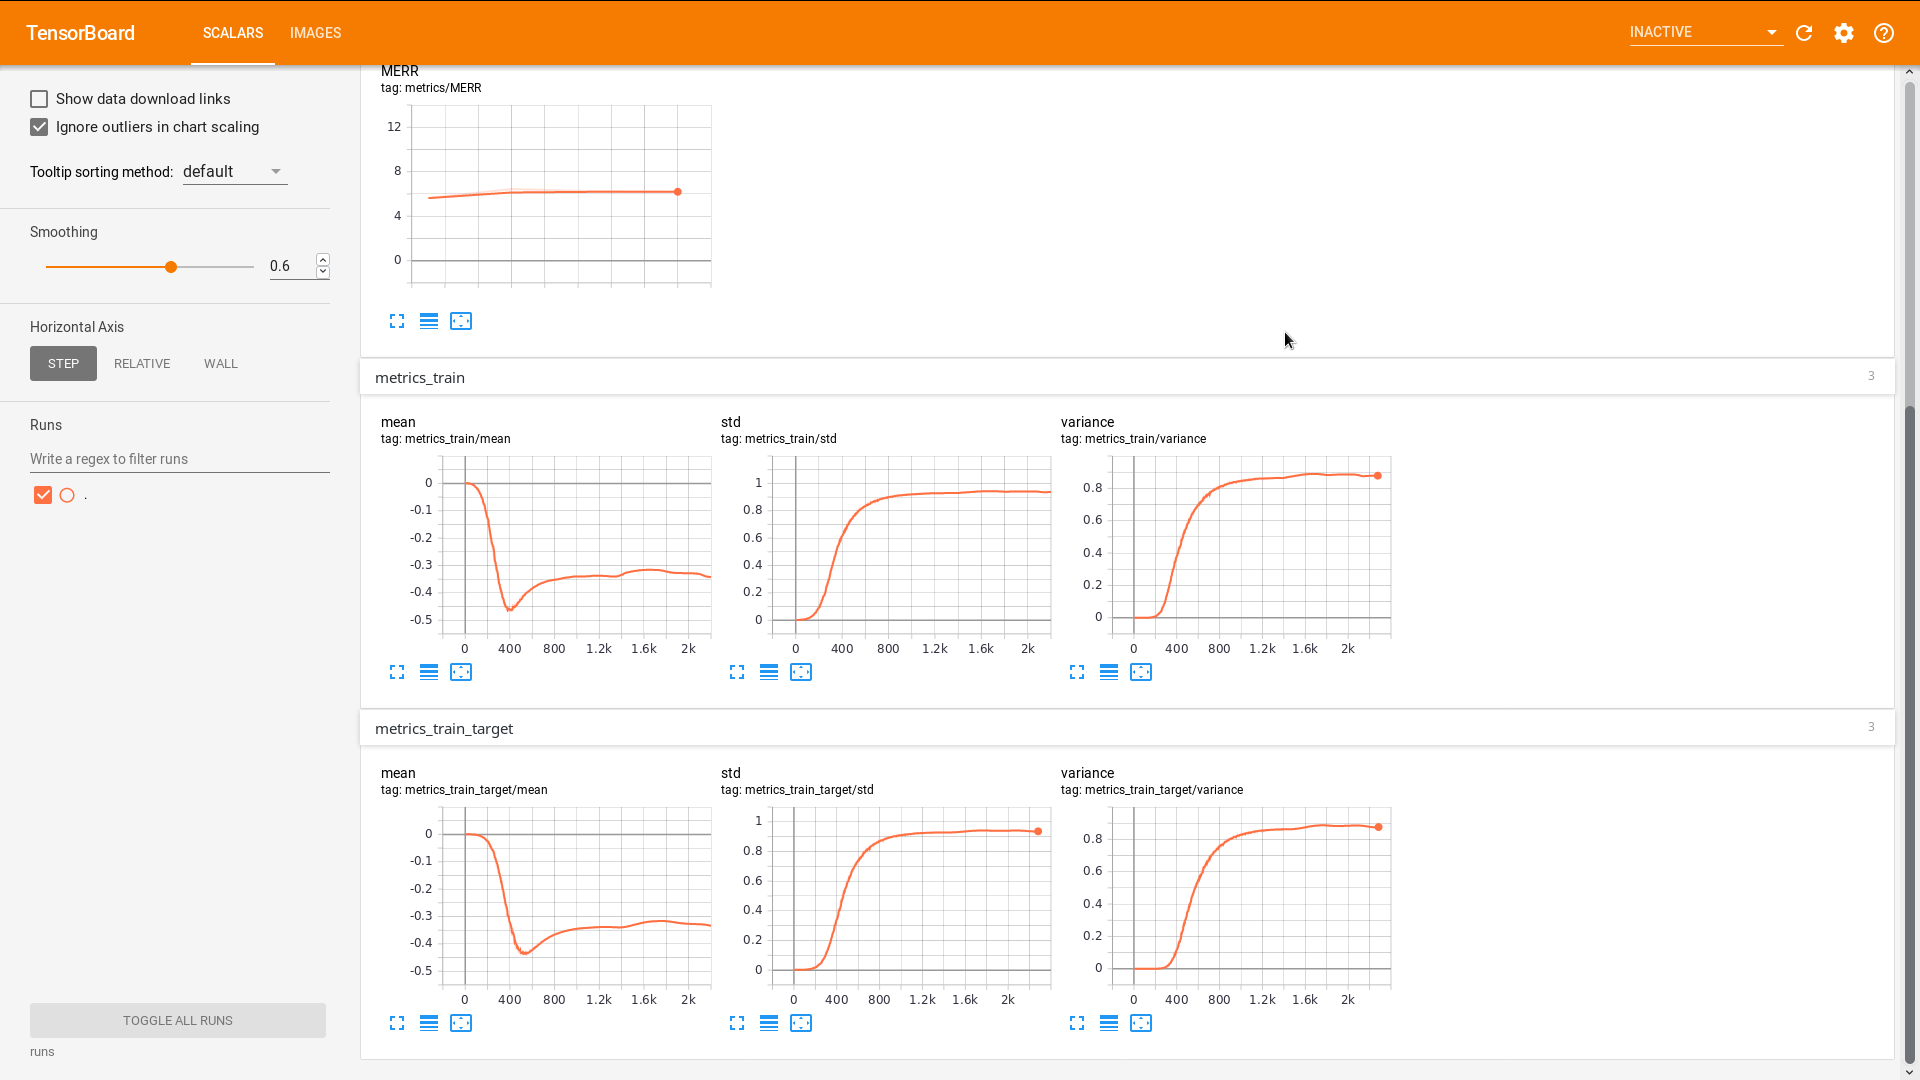 TensorBoard
SCALARS
IMAGES
INACTIVE
Show data download links
Ignore outliers in chart scaling
Tooltip sorting method: default
Smoothing
0.6
Horizontal Axis
STEP
RELATIVE
WALL
Runs
Write a regex to filter runs
.
TOGGLE ALL RUNS
runs
MERR
tag: metrics/MERR
12
8
4
0
metrics_train
3
mean
tag: metrics_train/mean
0
-0.1
-0.2
-0.3
-0.4
-0.5
0 400 800 1.2k 1.6k 2k
std
tag: metrics_train/std
1
0.8
0.6
0.4
0.2
0
0 400 800 1.2k 1.6k 2k
variance
tag: metrics_train/variance
0.8
0.6
0.4
0.2
0
0 400 800 1.2k 1.6k 2k
metrics_train_target
3
mean
tag: metrics_train_target/mean
0
-0.1
-0.2
-0.3
-0.4
-0.5
0 400 800 1.2k 1.6k 2k
std
tag: metrics_train_target/std
1
0.8
0.6
0.4
0.2
0
0 400 800 1.2k 1.6k 2k
variance
tag: metrics_train_target/variance
0.8
0.6
0.4
0.2
0
0 400 800 1.2k 1.6k 2k